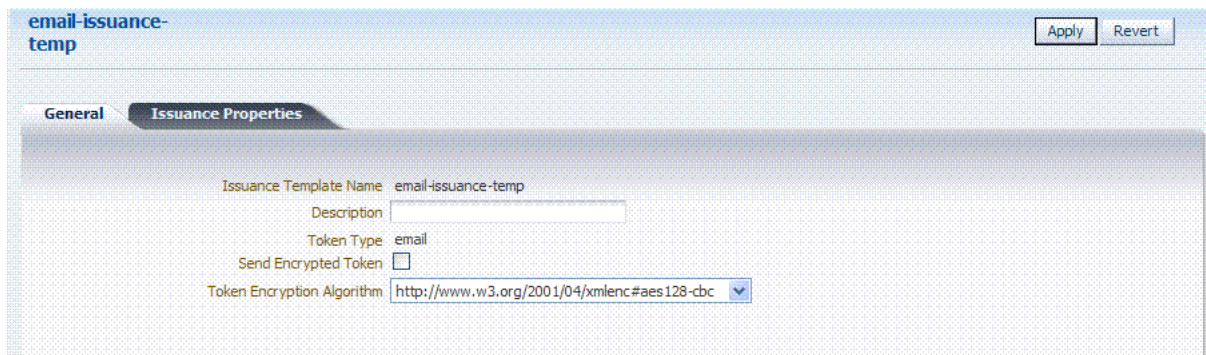 email-issuance-
temp
Apply Revert
General Issuance Properties
Issuance Template Name email-issuance-temp
Description
Token Type email
Send Encrypted Token
Token Encryption Algorithm http://www.w3.org/2001/04/xmlenc#aes128-cbc